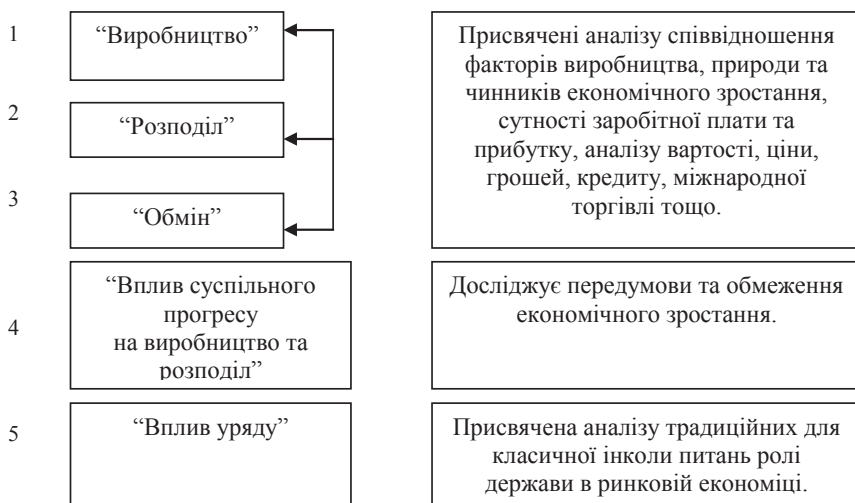 1
“Виробництво”
Присвячені аналізу співвідношення
факторів виробництва, природи та
чинників економічного зростання,
сутності заробітної плати та
прибутку, аналізу вартості, ціни,
грошей, кредиту, міжнародної
торгівлі тощо.
2
“Розподіл”
3
“Обмін”
4
“Вплив суспільного
прогресу
на виробництво та
розподіл”
Досліджує передумови та обмеження
економічного зростання.
5
“Вплив уряду”
Присвячена аналізу традиційних для
класичної інколи питань ролі
держави в ринковій економіці.